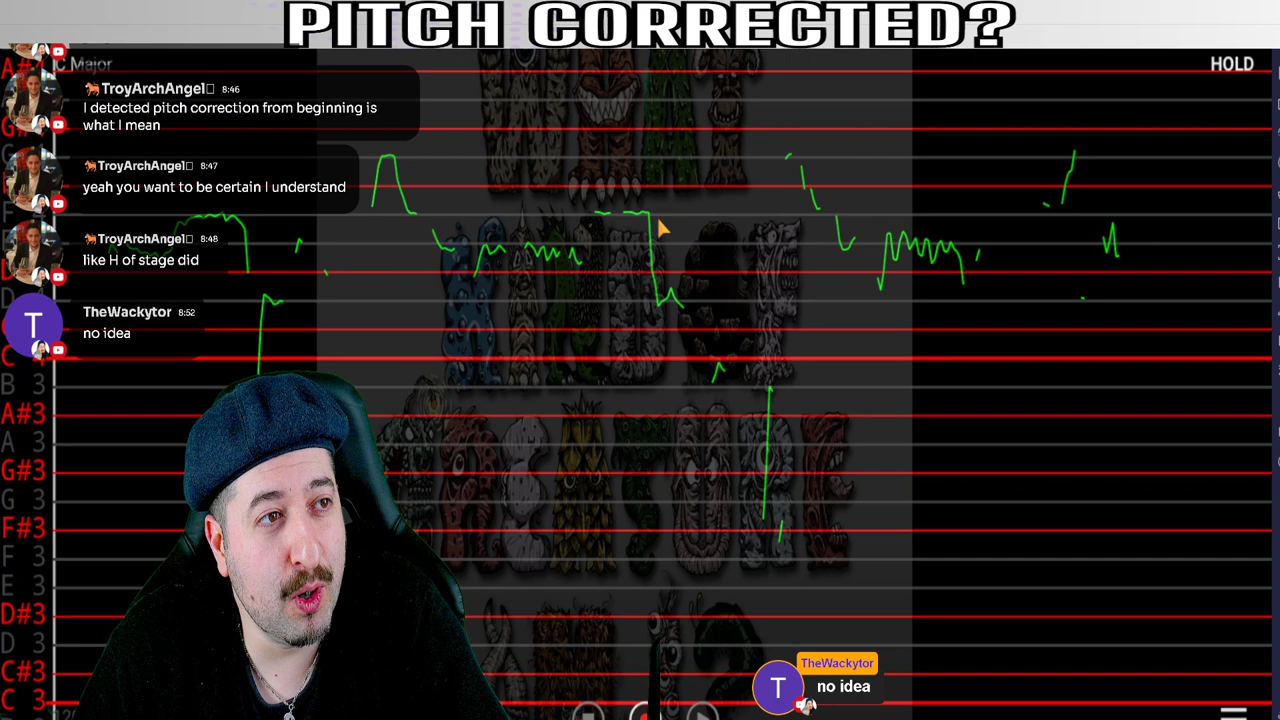 PITCH CORRECTED?
C Major
HOLD
TroyArchAngel 8:46
I detected pitch correction from beginning is
what I mean
TroyArchAngel 8:47
yeah you want to be certain I understand
TroyArchAngel 8:48
like H of stage did
T
TheWackytor 8:52
no idea
B 3
A#3
A 3
G#3
G 3
F#3
F 3
E 3
D#3
D 3
C#3
C 3
TheWackytor
T
no idea